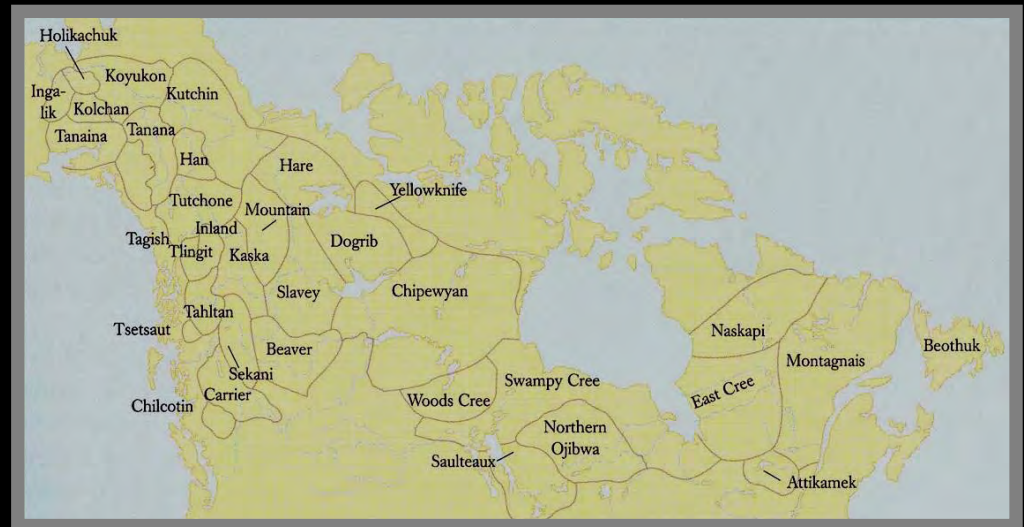 Holikachuk
Koyukon
Inga-
lik
Kutchin
Kolchan
Tanana
Tanaina
Han
Hare
Yellowknife
Tutchone
Mountain
Inland
Tlingit
Tagish
Kaska
Dogrib
Slavey
Chipewyan
Tahltan
Tsetsaut
Beaver
Sekani
Carrier
Chilcotin
Woods Cree
Swampy Cree
Northern
Ojibwa
Saulteaux
Naskapi
Montagnais
Beothuk
East Cree
Attikamek